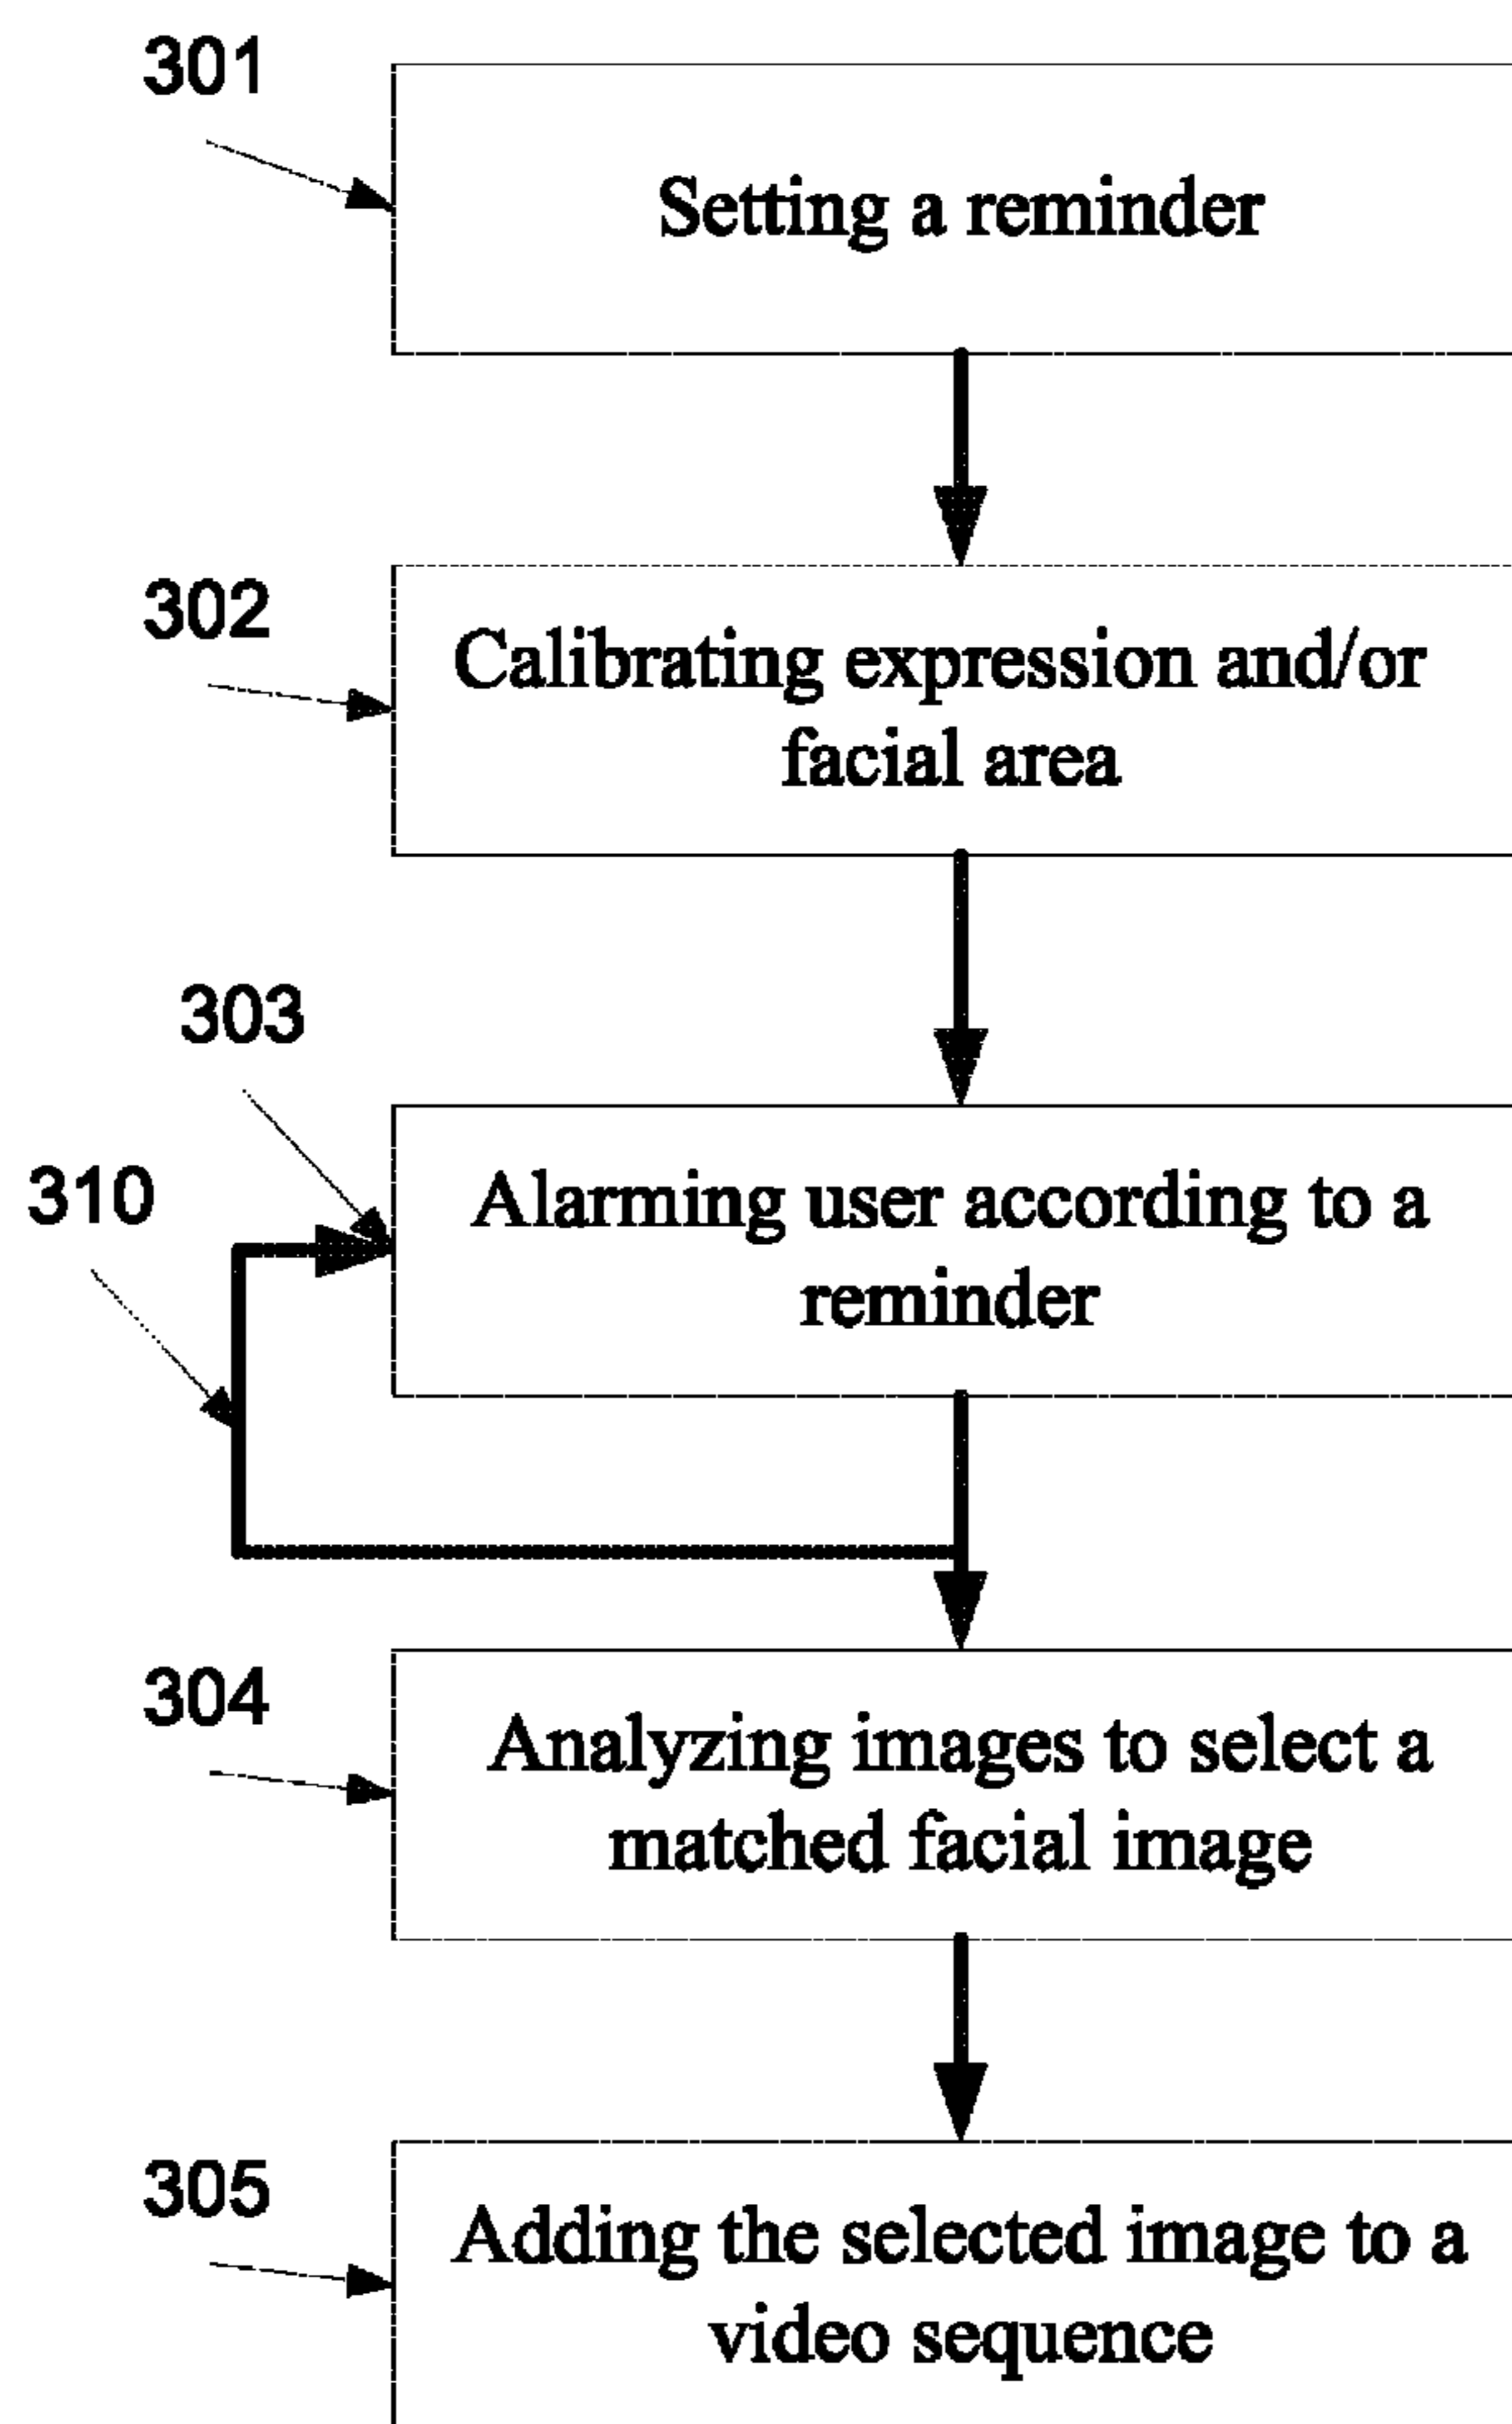 301
Setting a reminder
302
Calibrating expression and/or
facial area
303
310
Alarming user according to a
reminder
304
Analyzing images to select a
matched facial image
305
Adding the selected image to a
video sequence